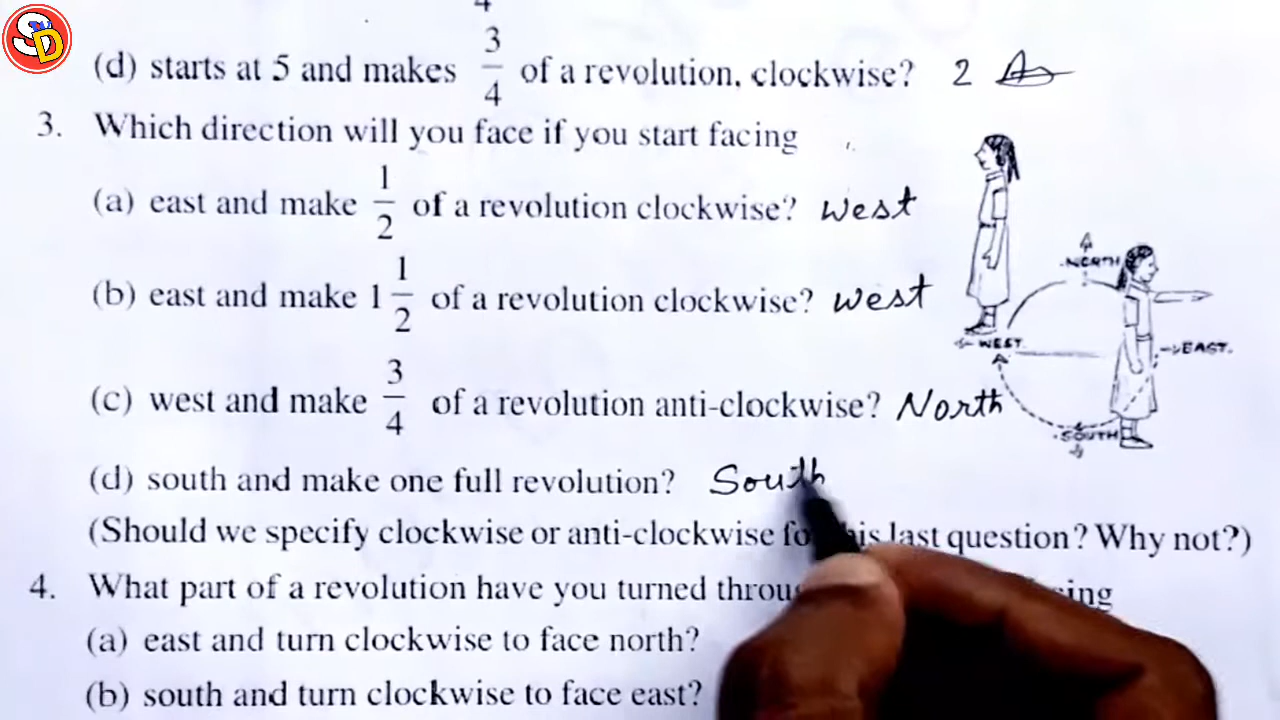 SD
4
(d) starts at 5 and makes 3/4 of a revolution, clockwise? 2
3. Which direction will you face if you start facing
(a) east and make 1/2 of a revolution clockwise? west
(b) east and make 1 1/2 of a revolution clockwise? west
(c) west and make 3/4 of a revolution anti-clockwise? North
(d) south and make one full revolution? South
(Should we specify clockwise or anti-clockwise for this last question? Why not?)
4. What part of a revolution have you turned
(a) east and turn clockwise to face north?
(b) south and turn clockwise to face east?
NORTH
WEST
EAST.
SOUTH